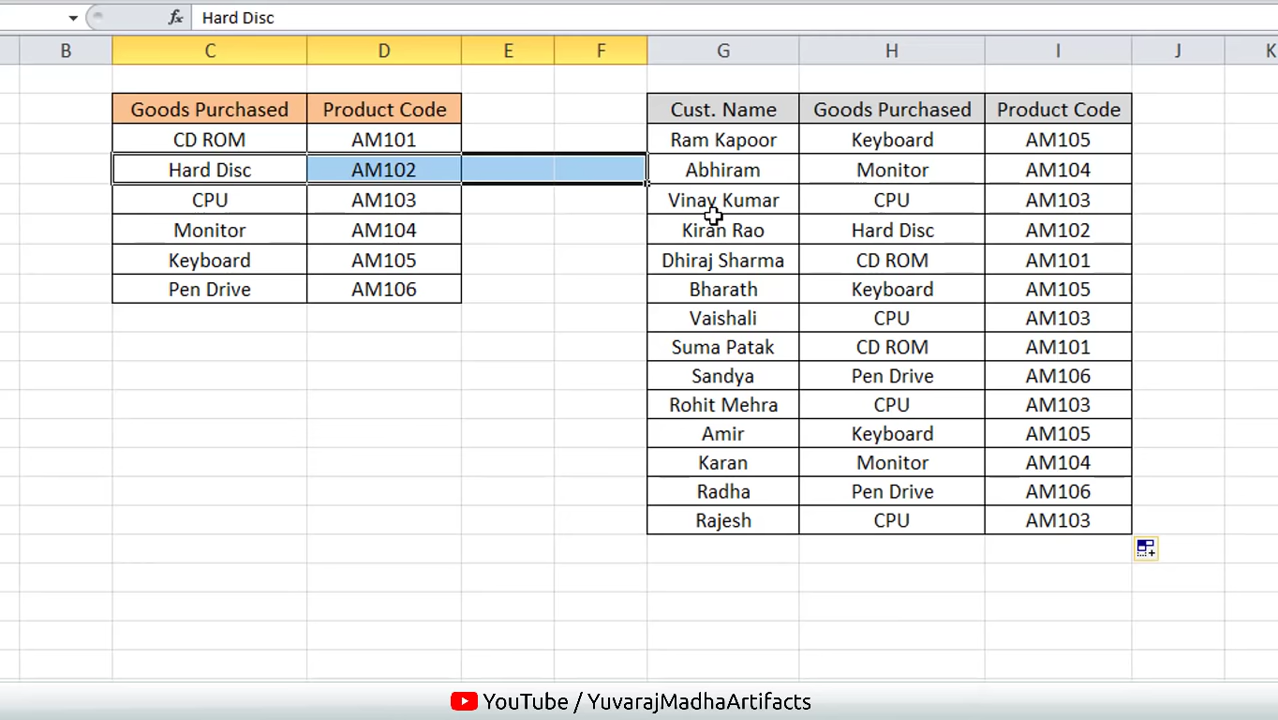 fx Hard Disc
B C D E F G H I J K
Goods Purchased Product Code Cust. Name Goods Purchased Product Code
CD ROM AM101 Ram Kapoor Keyboard AM105
Hard Disc AM102 Abhiram Monitor AM104
CPU AM103 Vinay Kumar CPU AM103
Monitor AM104 Kiran Rao Hard Disc AM102
Keyboard AM105 Dhiraj Sharma CD ROM AM101
Pen Drive AM106 Bharath Keyboard AM105
Vaishali CPU AM103
Suma Patak CD ROM AM101
Sandya Pen Drive AM106
Rohit Mehra CPU AM103
Amir Keyboard AM105
Karan Monitor AM104
Radha Pen Drive AM106
Rajesh CPU AM103
YouTube / YuvarajMadhaArtifacts